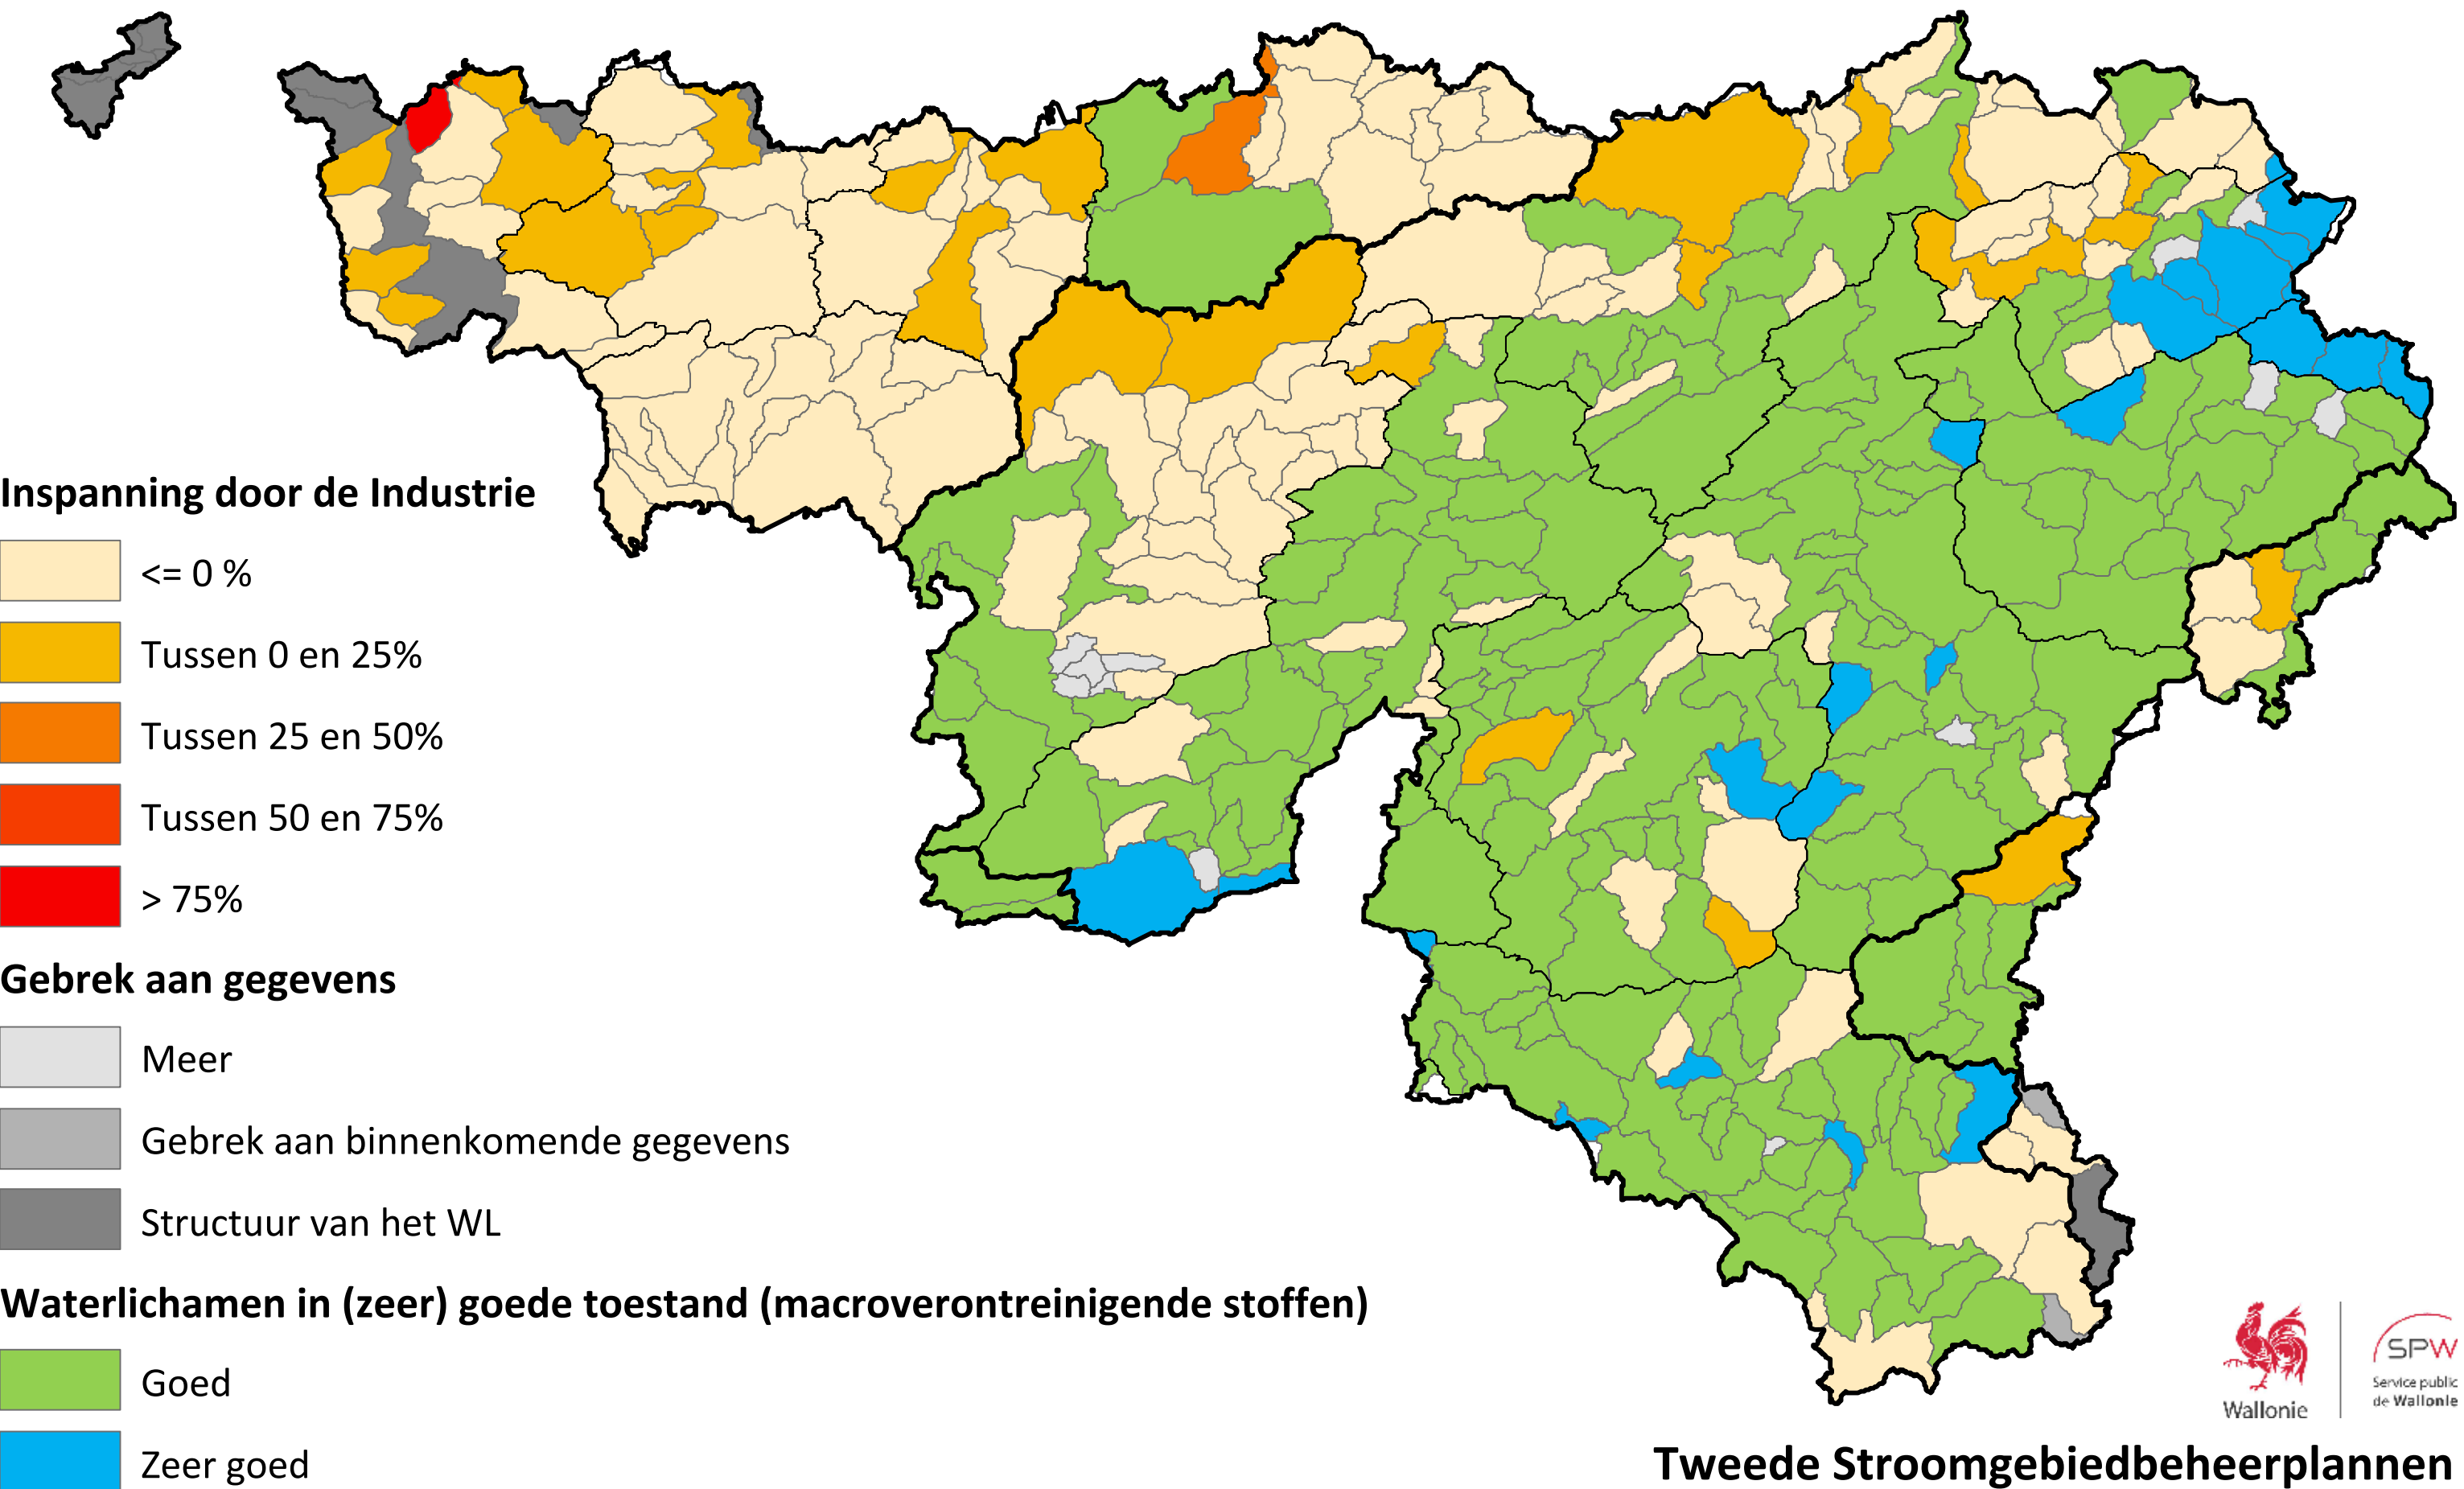 Inspanning door de Industrie
<= 0 %
Tussen 0 en 25%
Tussen 25 en 50%
Tussen 50 en 75%
> 75%
Gebrek aan gegevens
Meer
Gebrek aan binnenkomende gegevens
Structuur van het WL
Waterlichamen in (zeer) goede toestand (macroverontreinigende stoffen)
Goed
Zeer goed
Wallonie
SPW
Service public
de Wallonie
Tweede Stroomgebiedbeheerplannen